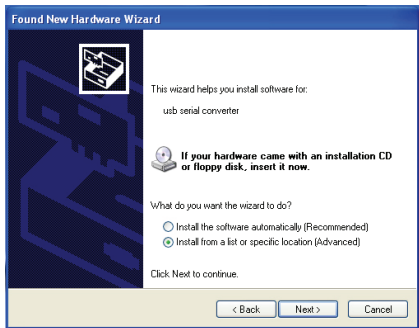 Found New Hardware Wizard
This wizard helps you install software for:
usb serial converter
If your hardware came with an installation CD
or floppy disk, insert it now.
What do you want the wizard to do?
Install the software automatically (Recommended)
Install from a list or specific location (Advanced)
Click Next to continue.
< Back
Next >
Cancel